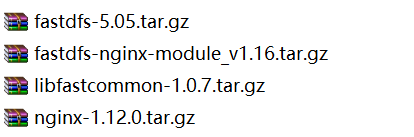 fastdfs-5.05.tar.gz
fastdfs-nginx-module_v1.16.tar.gz
libfastcommon-1.0.7.tar.gz
nginx-1.12.0.tar.gz